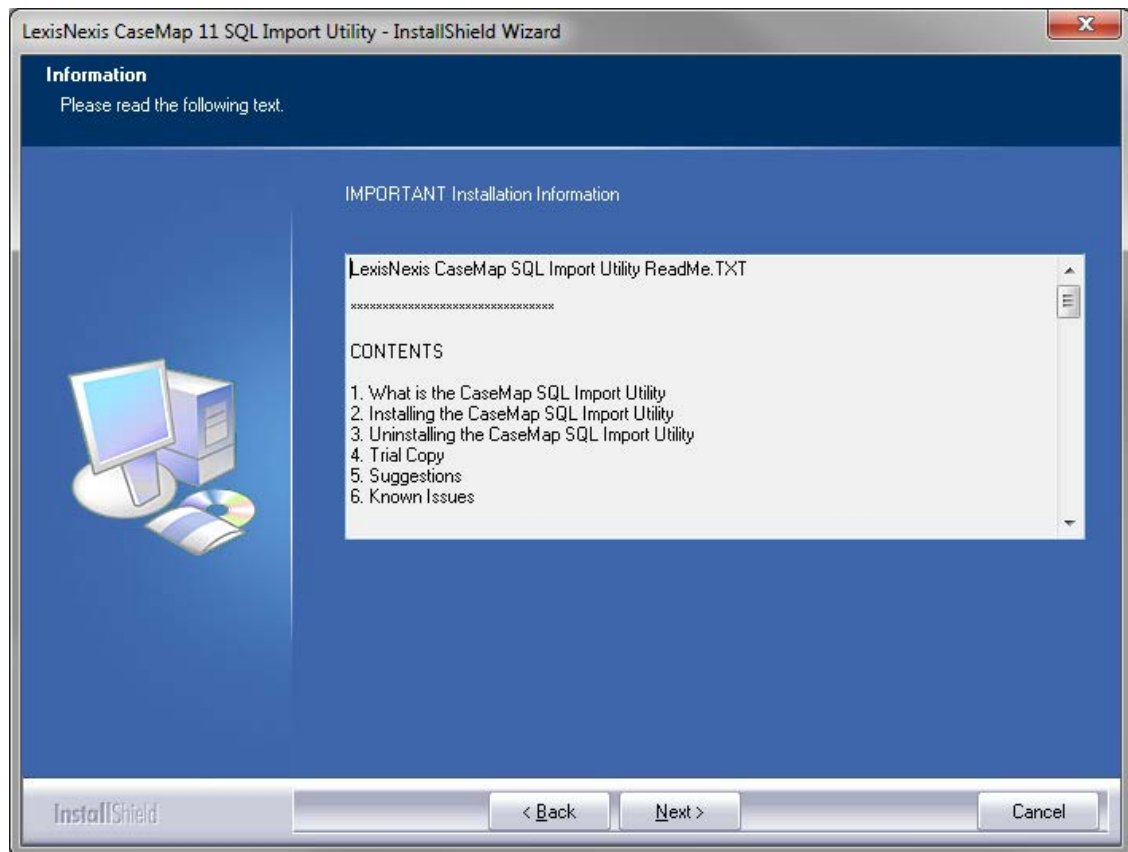 LexisNexis CaseMap 11 SQL Import Utility - InstallShield Wizard
Information
Please read the following text.
IMPORTANT Installation Information
LexisNexis CaseMap SQL Import Utility ReadMe.TXT
********************************
CONTENTS
1. What is the CaseMap SQL Import Utility
2. Installing the CaseMap SQL Import Utility
3. Uninstalling the CaseMap SQL Import Utility
4. Trial Copy
5. Suggestions
6. Known Issues
InstallShield
< Back
Next >
Cancel